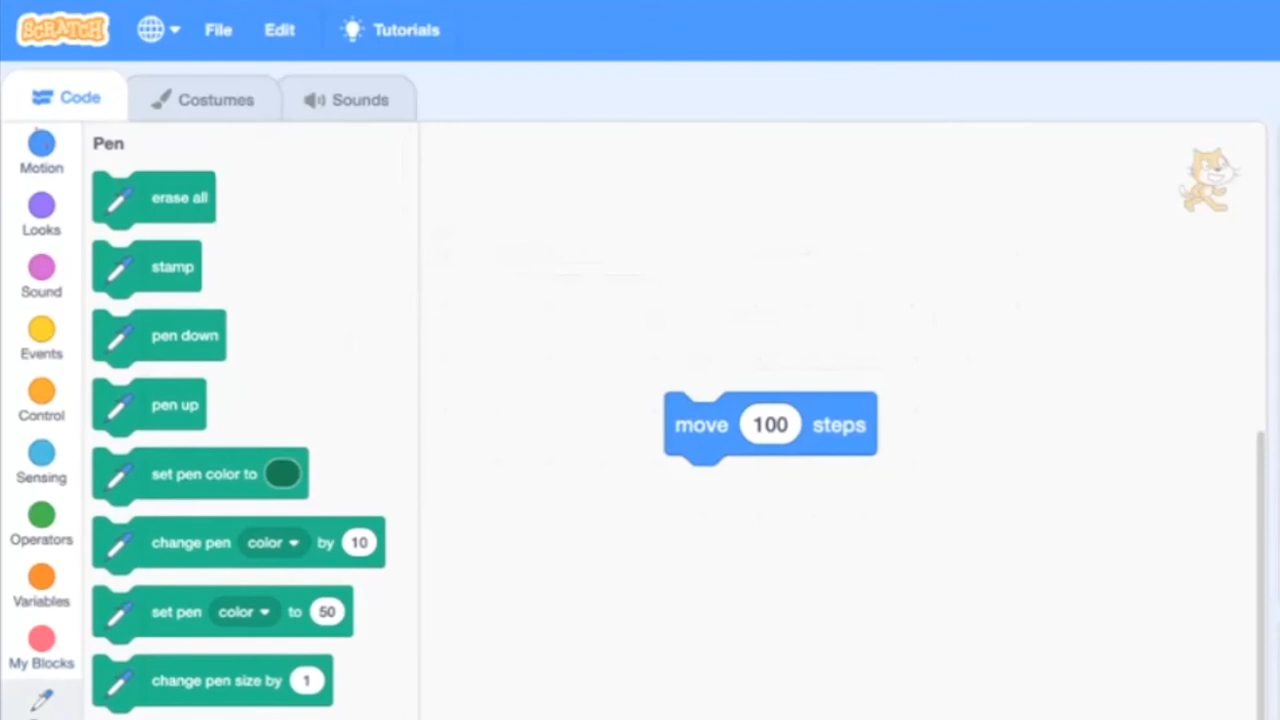 SCRATCH File Edit Tutorials
Code Costumes Sounds
Motion
Looks
Sound
Events
Control
Sensing
Operators
Variables
My Blocks
Pen
erase all
stamp
pen down
pen up
set pen color to
change pen color by 10
set pen color to 50
change pen size by 1
move 100 steps